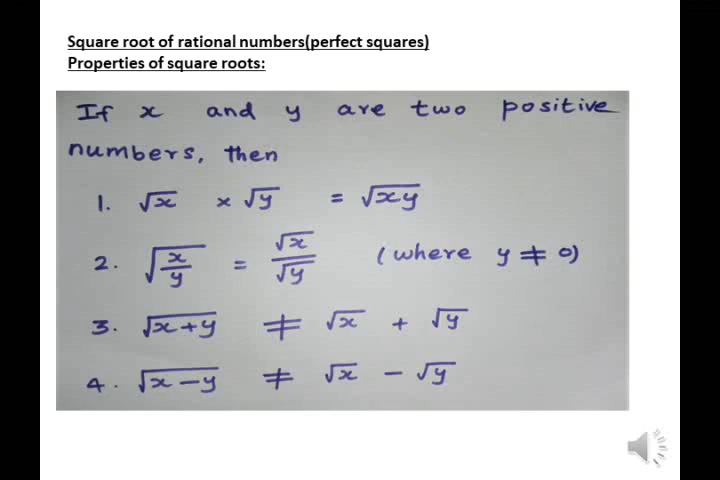 Square root of rational numbers(perfect squares)
Properties of square roots:
If x and y are two positive
numbers, then
1. √x × √y = √xy
2. √(x/y) = √x/√y (where y ≠ 0)
3. √x+y ≠ √x + √y
4. √x-y ≠ √x - √y